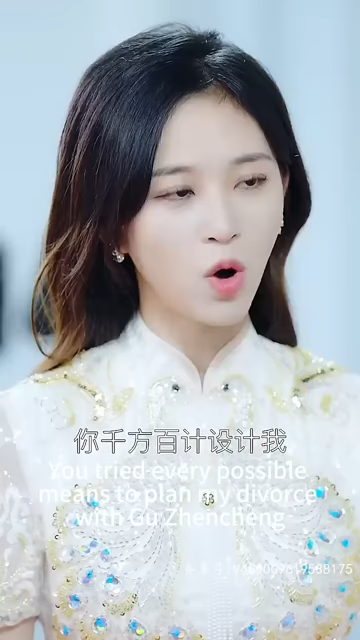 你千方百计设计我
You tried every possible
means to plan my divorce
with Gu Zhencheng